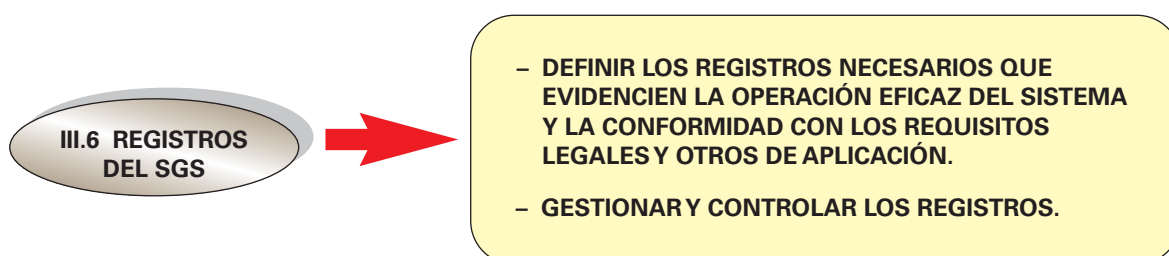 III.6 REGISTROS
DEL SGS
– DEFINIR LOS REGISTROS NECESARIOS QUE
EVIDENCIEN LA OPERACIÓN EFICAZ DEL SISTEMA
Y LA CONFORMIDAD CON LOS REQUISITOS
LEGALES Y OTROS DE APLICACIÓN.
– GESTIONAR Y CONTROLAR LOS REGISTROS.